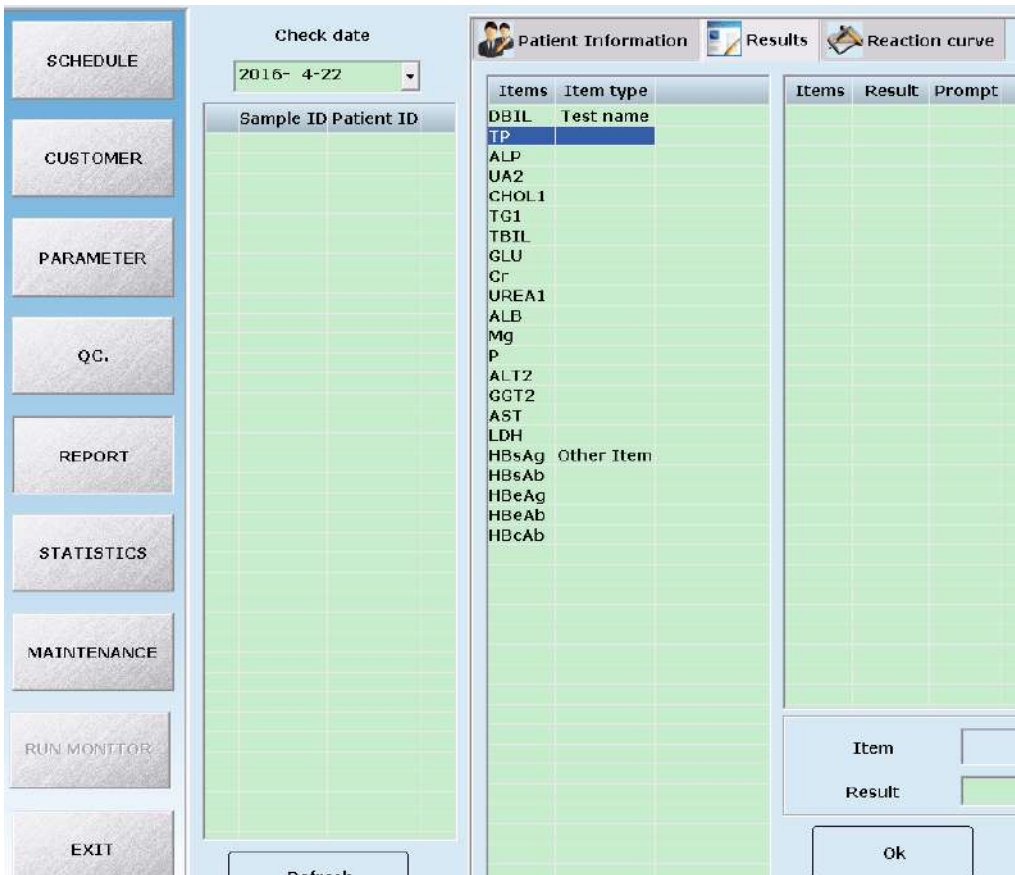 SCHEDULE
CUSTOMER
PARAMETER
QC.
REPORT
STATISTICS
MAINTENANCE
RUN MONITOR
EXIT
Check date
2016- 4-22
Sample ID Patient ID
Refresh
Patient Information Results Reaction curve
Items Item type
DBIL Test name
TP
ALP
UA2
CHOL1
TG1
TBIL
GLU
Cr
UREA1
ALB
Mg
P
ALT2
GGT2
AST
LDH
HBsAg Other Item
HBsAb
HBeAg
HBeAb
HBcAb
Items Result Prompt
Item
Result
Ok